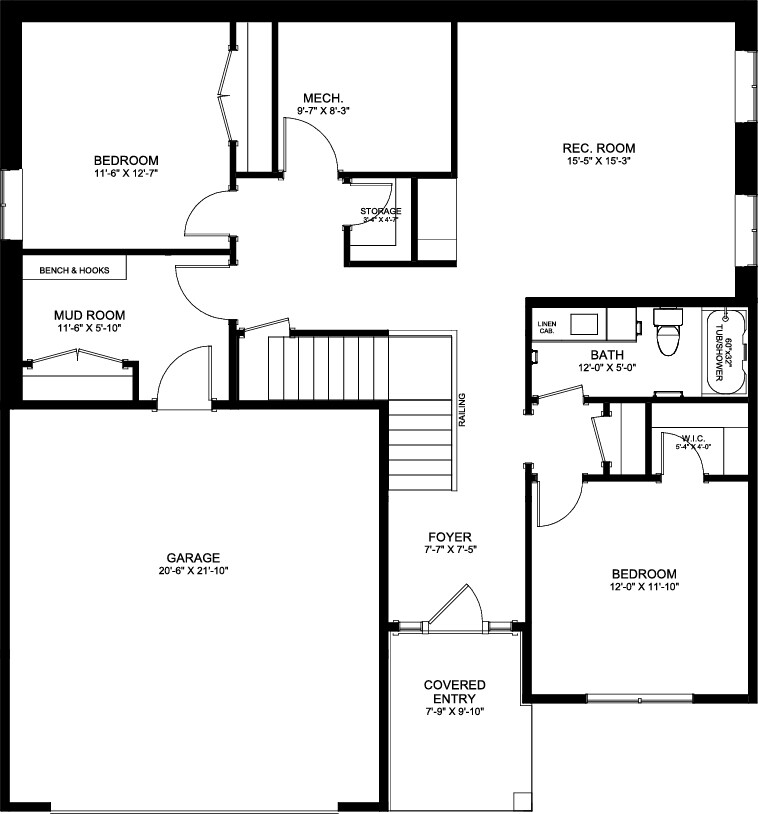 MECH.
9'-7" X 8'-3"
BEDROOM
11'-6" X 12'-7"
REC. ROOM
15'-5" X 15'-3"
STORAGE
3'-4" X 4'-7"
BENCH & HOOKS
MUD ROOM
11'-6" X 5'-10"
LINEN
CAB.
BATH
12'-0" X 5'-0"
60"x32"
TUB/SHOWER
RAILING
W.I.C.
5'-4" X 4'-0"
FOYER
7'-7" X 7'-5"
GARAGE
20'-6" X 21'-10"
BEDROOM
12'-0" X 11'-10"
COVERED
ENTRY
7'-9" X 9'-10"